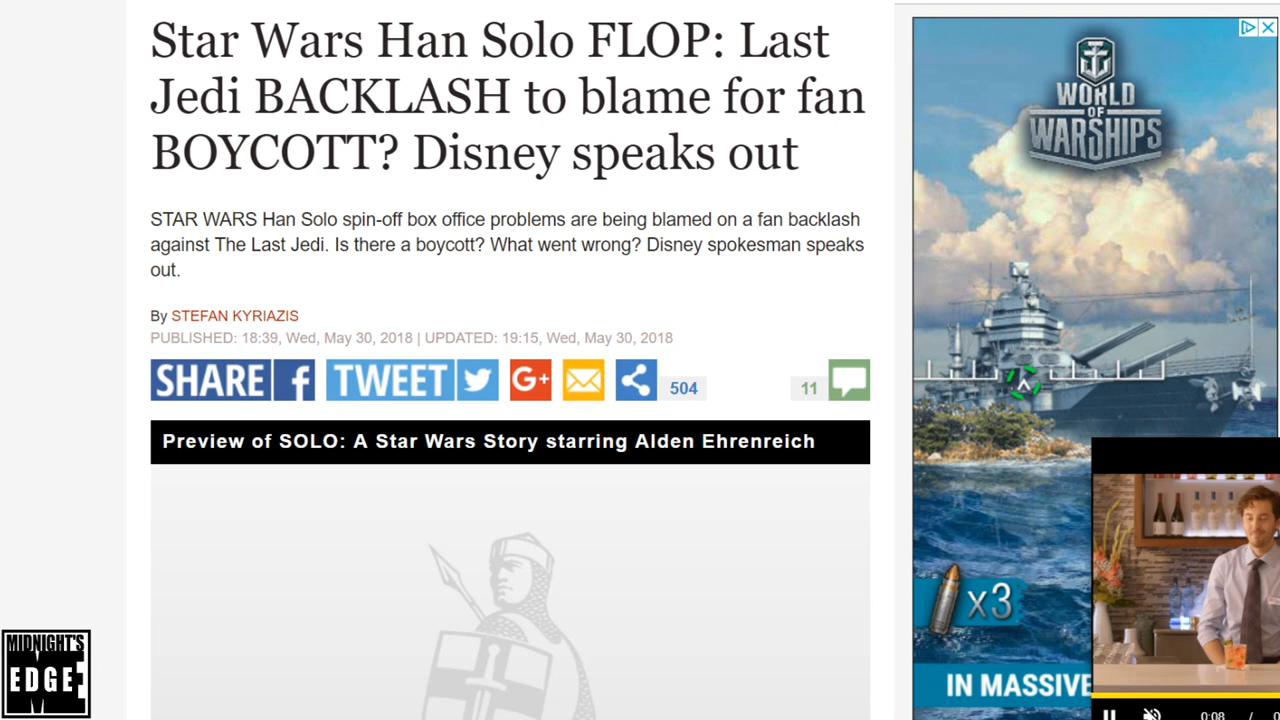 Star Wars Han Solo FLOP: Last
Jedi BACKLASH to blame for fan
BOYCOTT? Disney speaks out
STAR WARS Han Solo spin-off box office problems are being blamed on a fan backlash
against The Last Jedi. Is there a boycott? What went wrong? Disney spokesman speaks
out.
By STEFAN KYRIAZIS
PUBLISHED: 18:39, Wed, May 30, 2018 | UPDATED: 19:15, Wed, May 30, 2018
SHARE f
TWEET
G+
504
11
Preview of SOLO: A Star Wars Story starring Alden Ehrenreich
WORLD
OF
WARSHIPS
x3
IN MASSIVE
0:08 / 0
MIDNIGHT'S
EDGE
ME